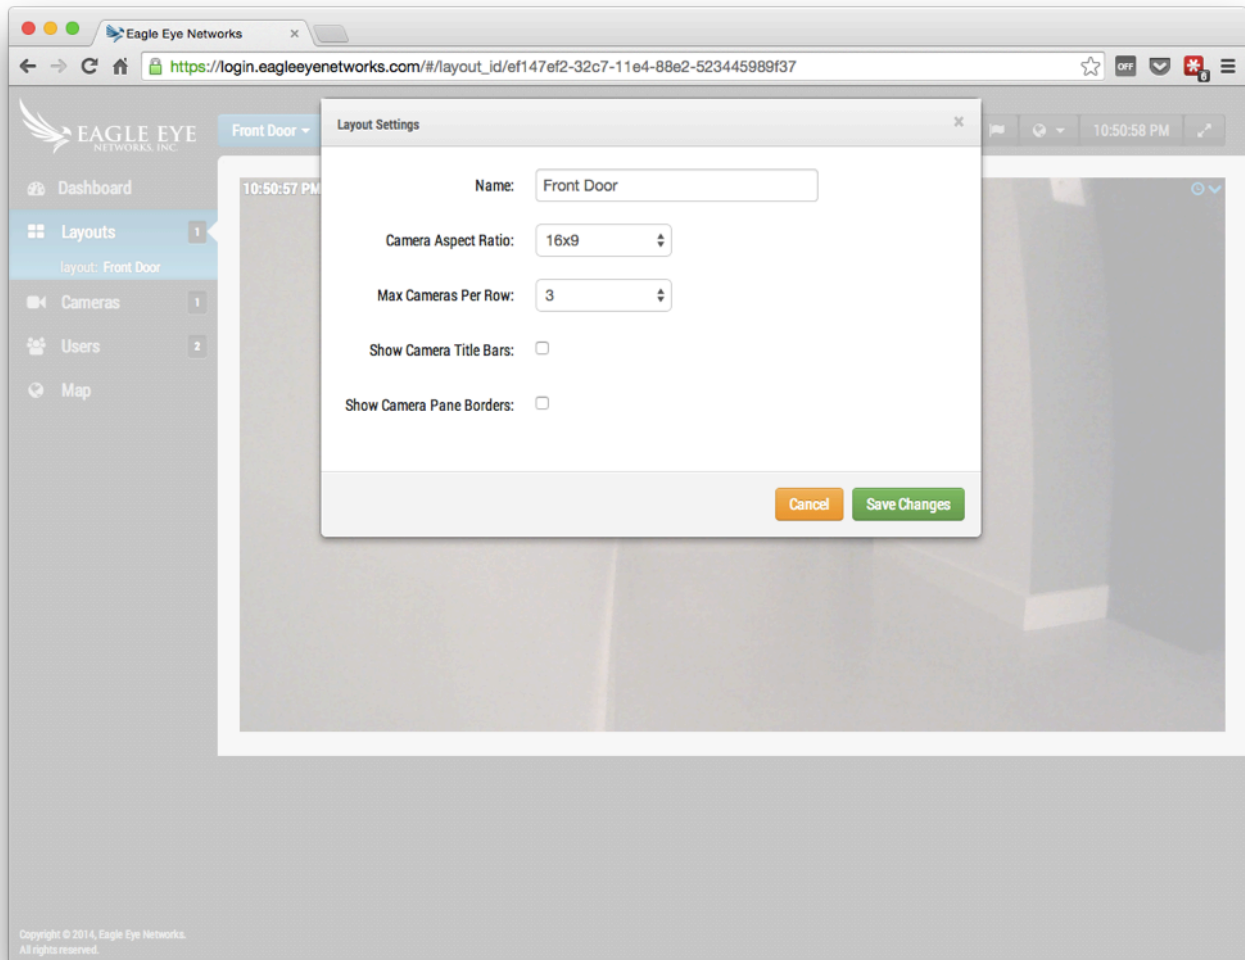 Eagle Eye Networks
https://login.eagleeyenetworks.com/#/layout_id/ef147ef2-32c7-11e4-88e2-523445989f37
OFF
6
EAGLE EYE
NETWORKS, INC.
Front Door
Layout Settings
10:50:58 PM
Dashboard
10:50:57 PM
Layouts 1
layout: Front Door
Cameras 1
Users 2
Map
Name: Front Door
Camera Aspect Ratio: 16x9
Max Cameras Per Row: 3
Show Camera Title Bars:
Show Camera Pane Borders:
Cancel Save Changes
Copyright © 2014, Eagle Eye Networks.
All rights reserved.